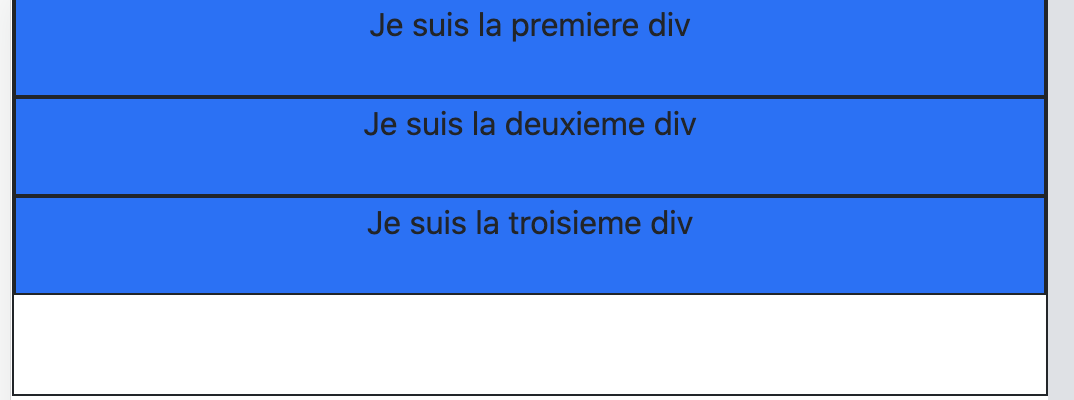 Je suis la premiere div
Je suis la deuxieme div
Je suis la troisieme div